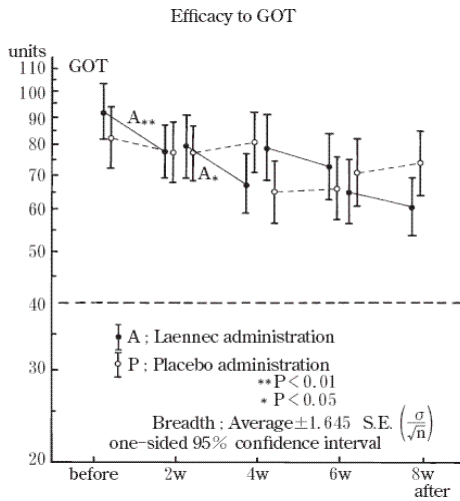 Efficacy to GOT
units
110
GOT
100
90
A**
80
70
A*
60
50
40
A ; Laennec administration
P ; Placebo administration
30
**P<0.01
* P<0.05
Breadth ; Average±1.645 S.E. (σ/√n)
one-sided 95% confidence interval
20
before 2w 4w 6w 8w
after